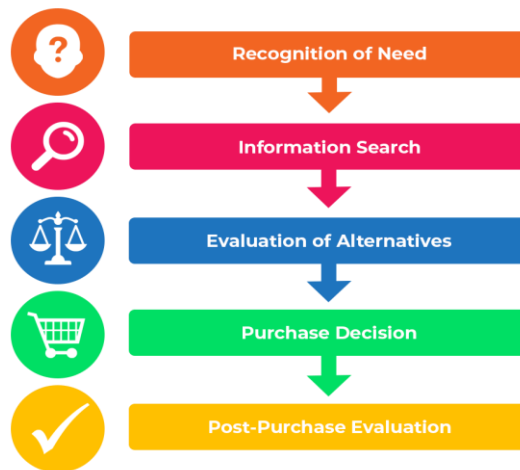 ?
Recognition of Need
Information Search
Evaluation of Alternatives
Purchase Decision
Post-Purchase Evaluation